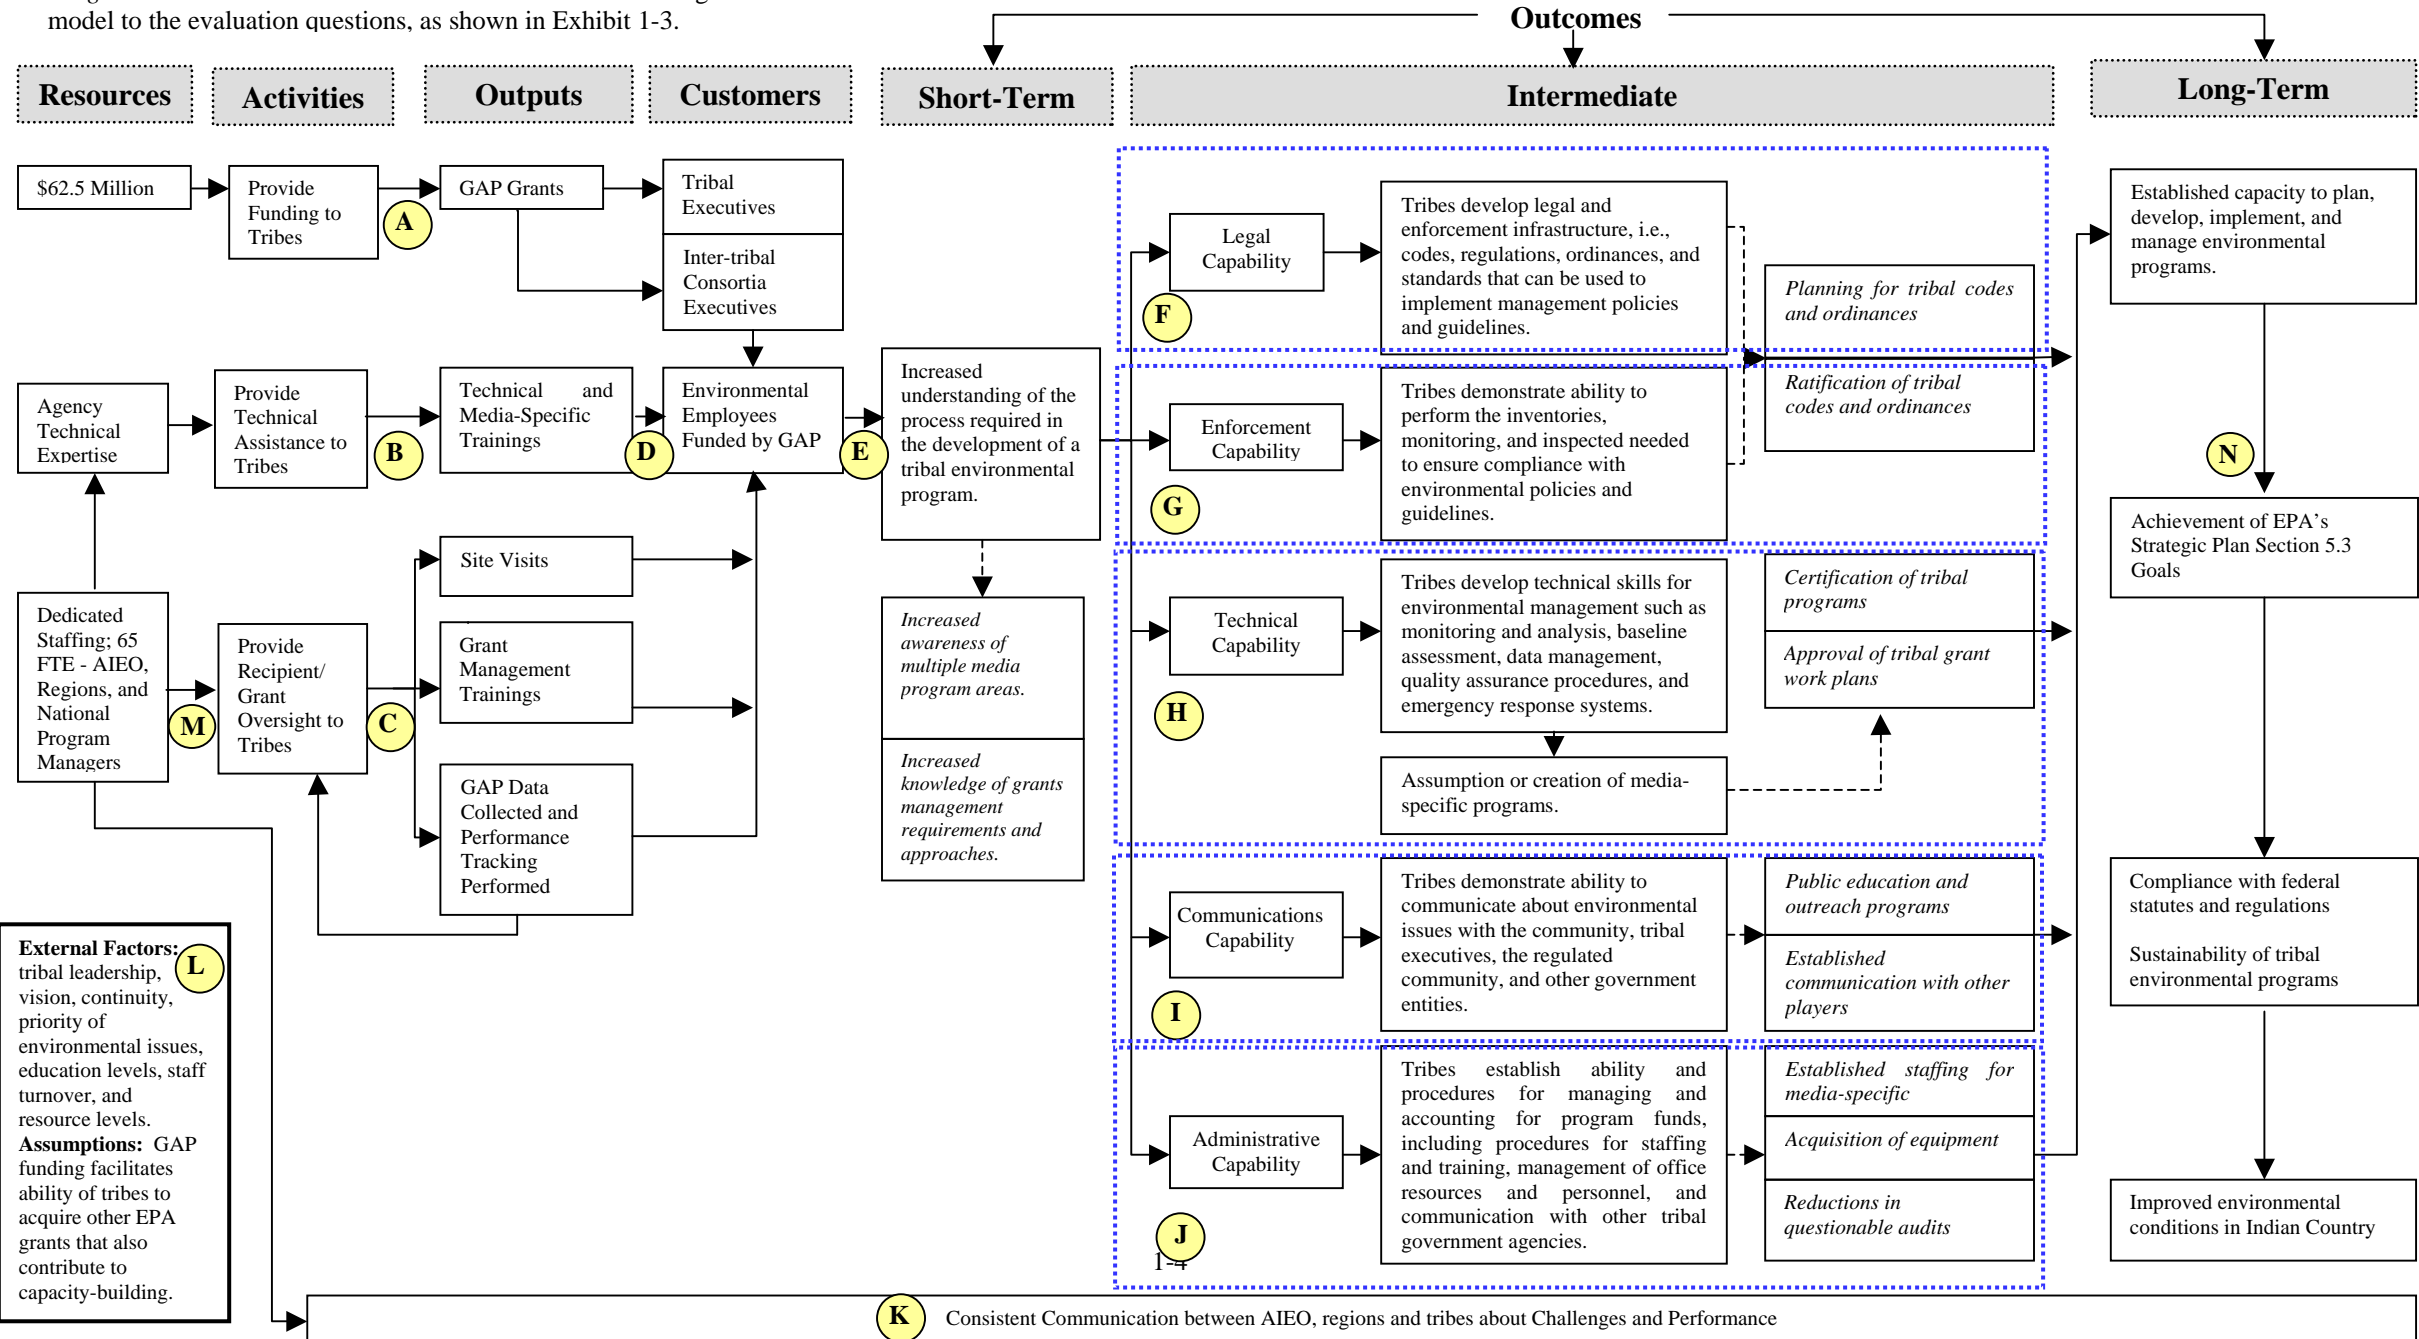 model to the evaluation questions, as shown in Exhibit 1-3.
Outcomes
Resources
Activities
Outputs
Customers
Short-Term
Intermediate
Long-Term
$62.5 Million
Provide
Funding to
Tribes
A
GAP Grants
Tribal
Executives
Inter-tribal
Consortia
Executives
Agency
Technical
Expertise
Provide
Technical
Assistance to
Tribes
B
Technical and
Media-Specific
Trainings
D
Environmental
Employees
Funded by GAP
E
Increased
understanding of the
process required in
the development of a
tribal environmental
program.
Dedicated
Staffing; 65
FTE - AIEO,
Regions, and
National
Program
Managers
M
Provide
Recipient/
Grant
Oversight to
Tribes
C
Site Visits
Grant
Management
Trainings
GAP Data
Collected and
Performance
Tracking
Performed
Increased
awareness of
multiple media
program areas.
Increased
knowledge of grants
management
requirements and
approaches.
External Factors:
tribal leadership,
vision, continuity,
priority of
environmental issues,
education levels, staff
turnover, and
resource levels.
Assumptions: GAP
funding facilitates
ability of tribes to
acquire other EPA
grants that also
contribute to
capacity-building.
L
Legal
Capability
F
Tribes develop legal and
enforcement infrastructure, i.e.,
codes, regulations, ordinances, and
standards that can be used to
implement management policies
and guidelines.
Planning for tribal codes
and ordinances
Ratification of tribal
codes and ordinances
Enforcement
Capability
G
Tribes demonstrate ability to
perform the inventories,
monitoring, and inspected needed
to ensure compliance with
environmental policies and
guidelines.
Technical
Capability
H
Tribes develop technical skills for
environmental management such as
monitoring and analysis, baseline
assessment, data management,
quality assurance procedures, and
emergency response systems.
Assumption or creation of media-
specific programs.
Certification of tribal
programs
Approval of tribal grant
work plans
Communications
Capability
I
Tribes demonstrate ability to
communicate about environmental
issues with the community, tribal
executives, the regulated
community, and other government
entities.
Public education and
outreach programs
Established
communication with other
players
Administrative
Capability
J
1-4
Tribes establish ability and
procedures for managing and
accounting for program funds,
including procedures for staffing
and training, management of office
resources and personnel, and
communication with other tribal
government agencies.
Established staffing for
media-specific
Acquisition of equipment
Reductions in
questionable audits
Established capacity to plan,
develop, implement, and
manage environmental
programs.
N
Achievement of EPA’s
Strategic Plan Section 5.3
Goals
Compliance with federal
statutes and regulations
Sustainability of tribal
environmental programs
Improved environmental
conditions in Indian Country
K
Consistent Communication between AIEO, regions and tribes about Challenges and Performance